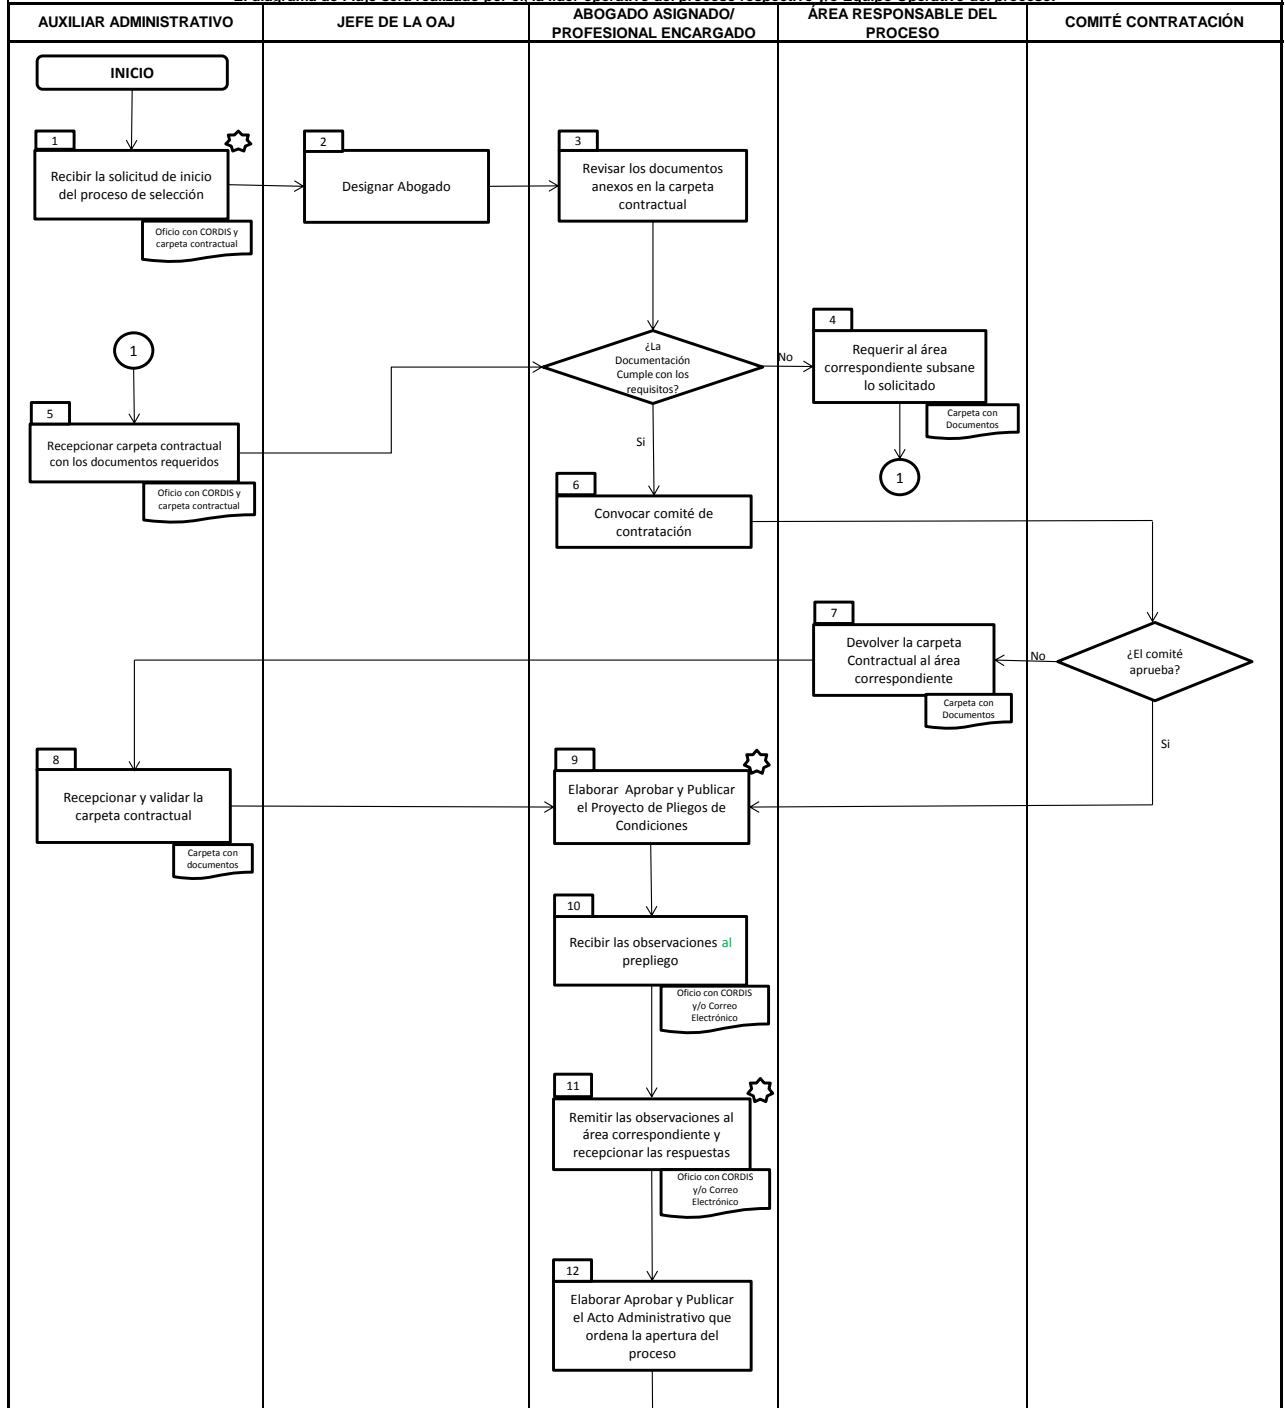 AUXILIAR ADMINISTRATIVO
JEFE DE LA OAJ
ABOGADO ASIGNADO/
PROFESIONAL ENCARGADO
ÁREA RESPONSABLE DEL
PROCESO
COMITÉ CONTRATACIÓN
INICIO
1
Recibir la solicitud de inicio
del proceso de selección
Oficio con CORDIS y
carpeta contractual
2
Designar Abogado
3
Revisar los documentos
anexos en la carpeta
contractual
¿La
Documentación
Cumple con los
requisitos?
No
Si
4
Requerir al área
correspondiente subsane
lo solicitado
Carpeta con
Documentos
1
1
5
Recepcionar carpeta contractual
con los documentos requeridos
Oficio con CORDIS y
carpeta contractual
6
Convocar comité de
contratación
¿El comité
aprueba?
No
Si
7
Devolver la carpeta
Contractual al área
correspondiente
Carpeta con
Documentos
8
Recepcionar y validar la
carpeta contractual
Carpeta con
documentos
9
Elaborar Aprobar y Publicar
el Proyecto de Pliegos de
Condiciones
10
Recibir las observaciones al
prepliego
Oficio con CORDIS
y/o Correo
Electrónico
11
Remitir las observaciones al
área correspondiente y
recepcionar las respuestas
Oficio con CORDIS
y/o Correo
Electrónico
12
Elaborar Aprobar y Publicar
el Acto Administrativo que
ordena la apertura del
proceso